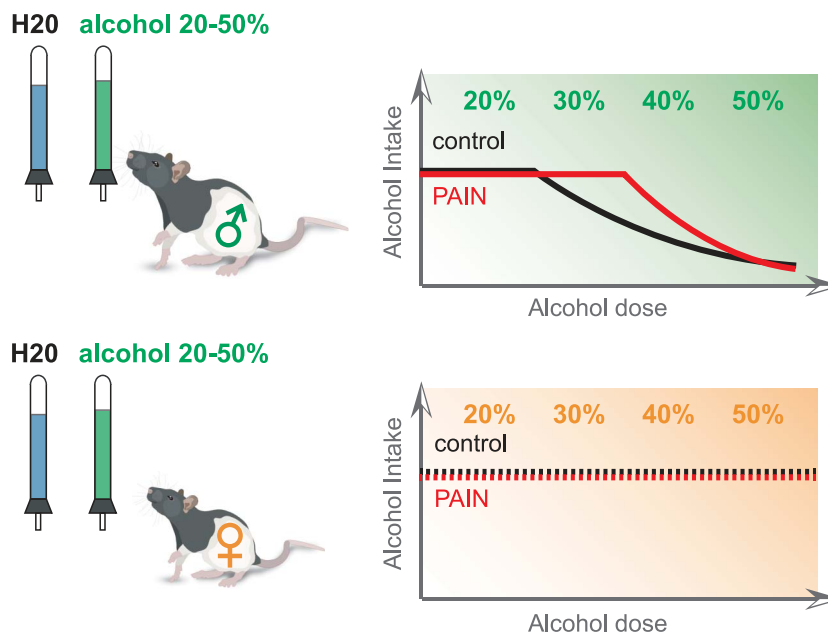 H20 alcohol 20-50%
20% 30% 40% 50%
control
PAIN
Alcohol Intake
Alcohol dose
H20 alcohol 20-50%
20% 30% 40% 50%
control
PAIN
Alcohol Intake
Alcohol dose